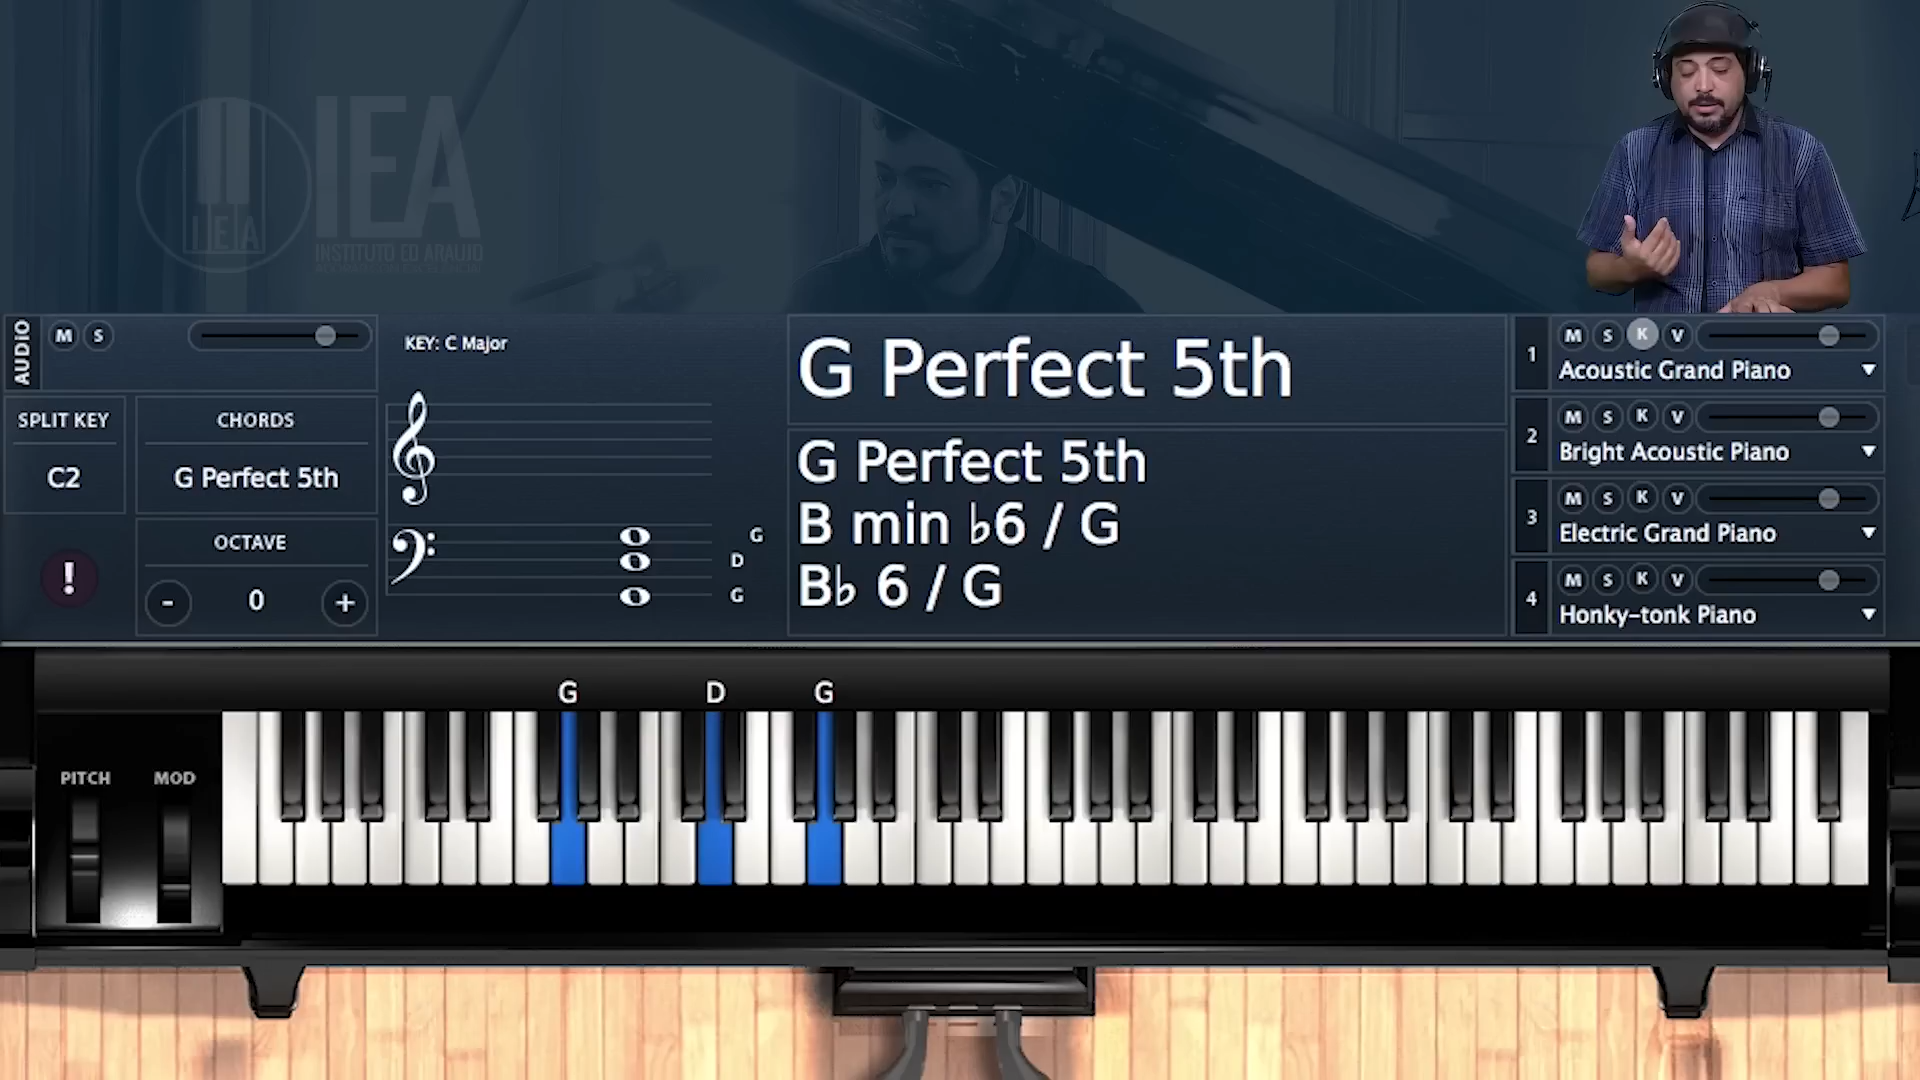 IEA
IEA
INSTITUTO ED ARAUJO
AUDIO
M S
KEY: C Major
G Perfect 5th
1
M S K V
Acoustic Grand Piano
SPLIT KEY
C2
CHORDS
G Perfect 5th
OCTAVE
- 0 +
!
G
D
G
G Perfect 5th
B min ♭6 / G
B♭ 6 / G
2
M S K V
Bright Acoustic Piano
3
M S K V
Electric Grand Piano
4
M S K V
Honky-tonk Piano
G D G
PITCH MOD